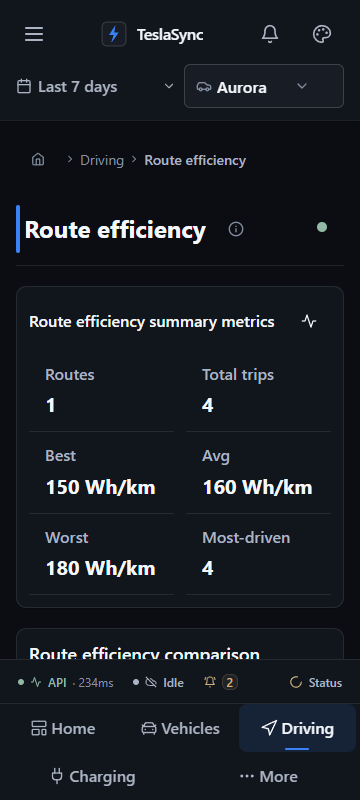 TeslaSync
Last 7 days
Aurora
Driving
Route efficiency
Route efficiency
Route efficiency summary metrics
Routes
1
Total trips
4
Best
150 Wh/km
Avg
160 Wh/km
Worst
180 Wh/km
Most-driven
4
Route efficiency comparison
API · 234ms
Idle
2
Status
Home
Vehicles
Driving
Charging
More